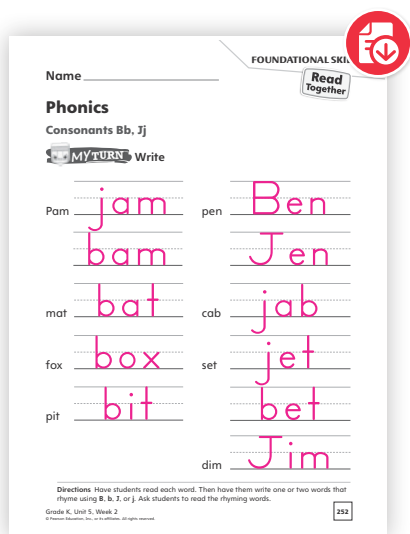 FOUNDATIONAL SKI
Read
Together
Name
Phonics
Consonants Bb, Jj
MY TURN Write
Pam jam pen Ben
bam Jen
mat bat cab jab
fox box set jet
pit bit bet
dim Jim
Directions Have students read each word. Then have them write one or two words that
rhyme using B, b, J, or j. Ask students to read the rhyming words.
Grade K, Unit 5, Week 2
© Pearson Education, Inc., or its affiliates. All rights reserved.
252